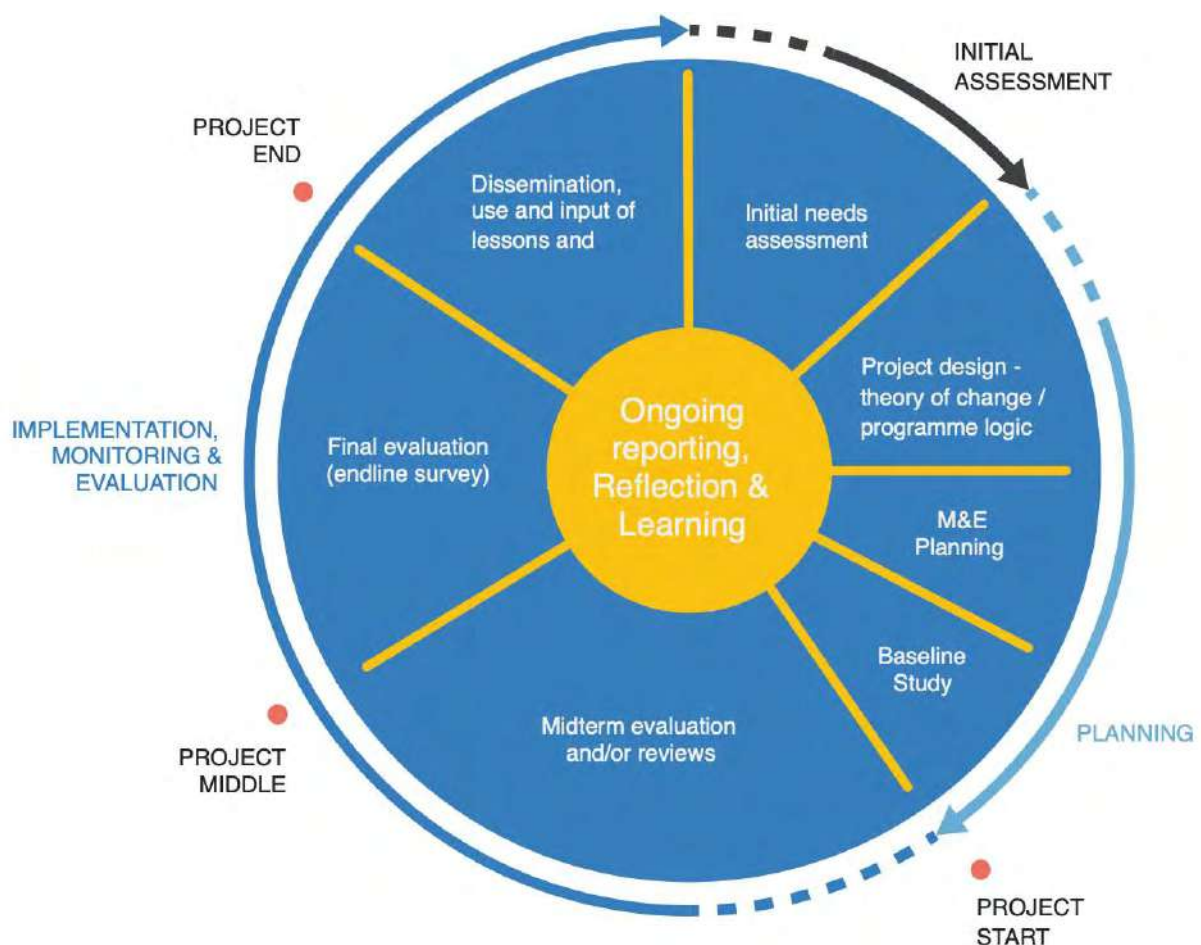 INITIAL
ASSESSMENT
PROJECT
END
Dissemination,
use and input of
lessons and
Initial needs
assessment
Project design -
theory of change /
programme logic
Ongoing
reporting,
Reflection &
Learning
IMPLEMENTATION,
MONITORING &
EVALUATION
Final evaluation
(endline survey)
M&E
Planning
Baseline
Study
Midterm evaluation
and/or reviews
PLANNING
PROJECT
MIDDLE
PROJECT
START